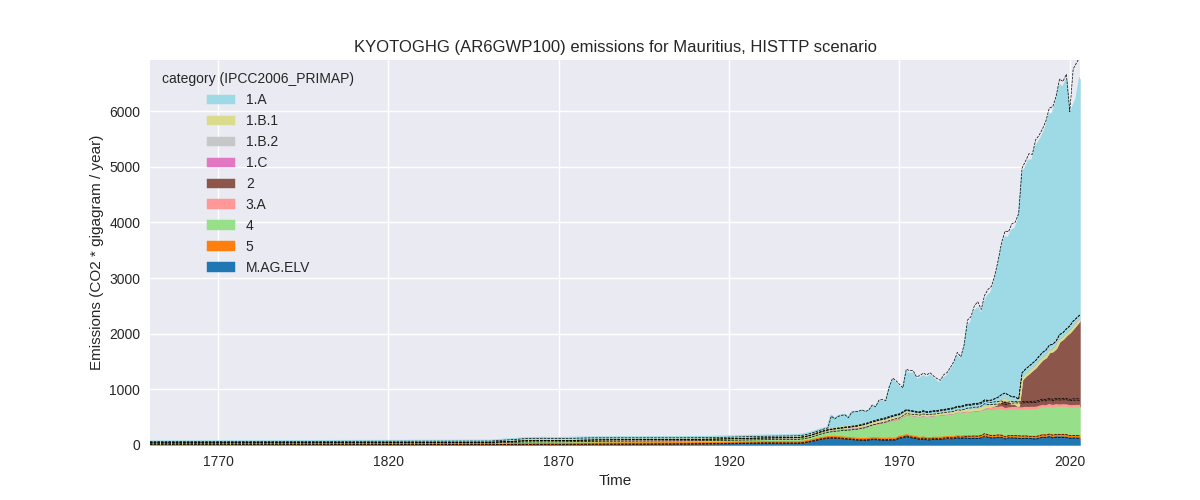 KYOTOGHG (AR6GWP100) emissions for Mauritius, HISTTP scenario
category (IPCC2006_PRIMAP)
1.A
1.B.1
1.B.2
1.C
2
3.A
4
5
M.AG.ELV
Emissions (CO2 * gigagram / year)
6000
5000
4000
3000
2000
1000
0
1770
1820
1870
1920
1970
2020
Time